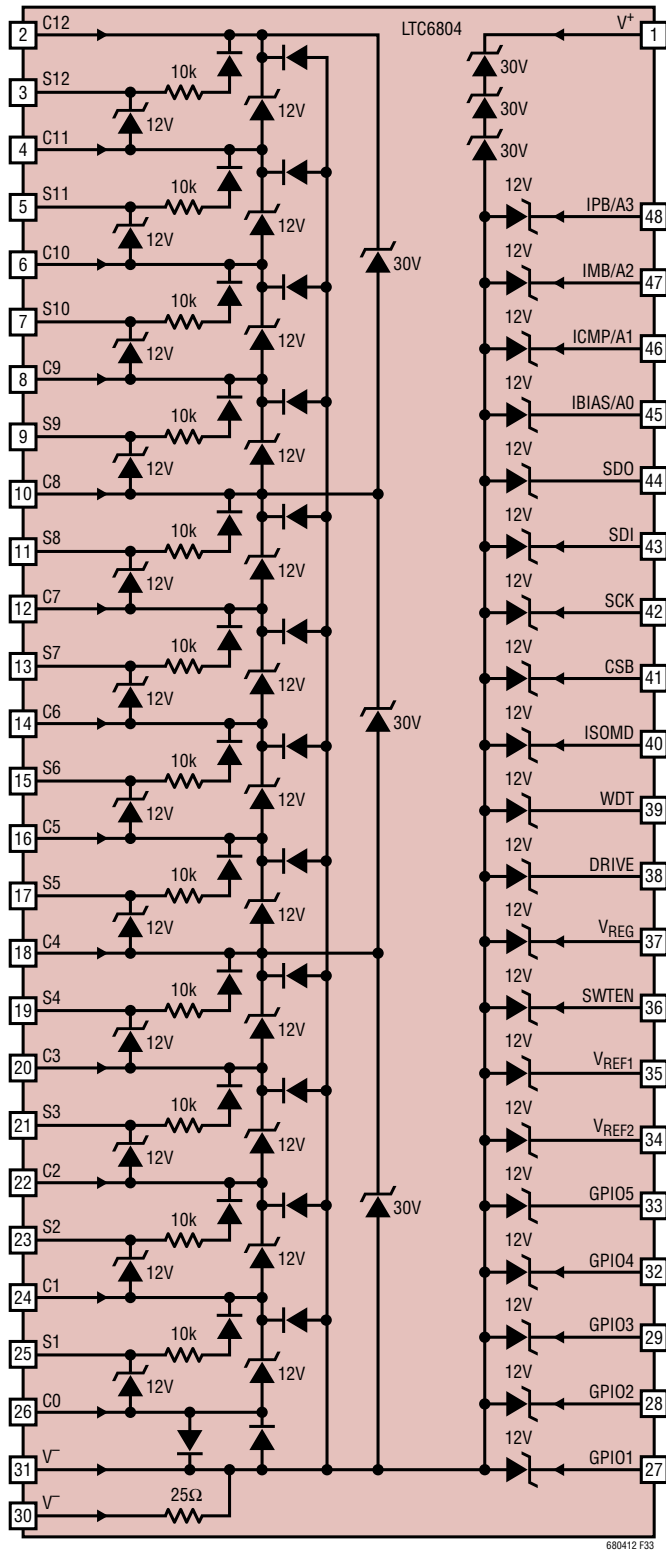 LTC6804
2 C12
V+ 1
30V
10k
3 S12
30V
12V 12V
30V
4 C11
12V
10k
5 S11
IPB/A3 48
12V 12V
12V
6 C10
30V
IMB/A2 47
10k
12V
7 S10
12V 12V
ICMP/A1 46
8 C9
12V
10k
IBIAS/A0 45
9 S9
12V 12V
12V
10 C8
SDO 44
10k
12V
11 S8
SDI 43
12V 12V
12V
12 C7
SCK 42
10k
12V
13 S7
CSB 41
12V 12V
12V
14 C6
30V
ISOMD 40
10k
15 S6
12V
12V 12V
WDT 39
16 C5
12V
10k
DRIVE 38
17 S5
12V 12V
12V
18 C4
VREG 37
10k
12V
19 S4
SWTEN 36
12V 12V
12V
20 C3
VREF1 35
10k
12V
21 S3
VREF2 34
12V 12V
12V
22 C2
30V
GPIO5 33
10k
23 S2
12V
12V 12V
GPIO4 32
24 C1
12V
10k
GPIO3 29
25 S1
12V 12V
12V
26 C0
GPIO2 28
12V
31 V–
GPIO1 27
25Ω
30 V–
680412 F33